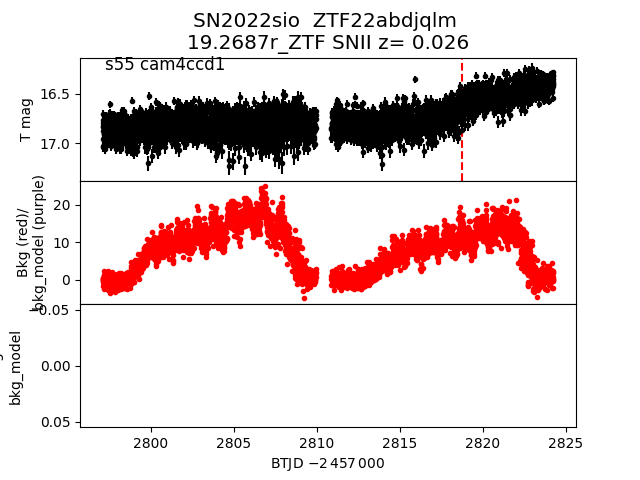 SN2022sio ZTF22abdjqlm
19.2687r_ZTF SNII z= 0.026
s55 cam4ccd1
T mag
16.5
17.0
Bkg (red)/
bkg_model (purple)
20
10
0
bkg_model
0.05
0.00
0.05
2800
2805
2810
2815
2820
2825
BTJD −2 457 000